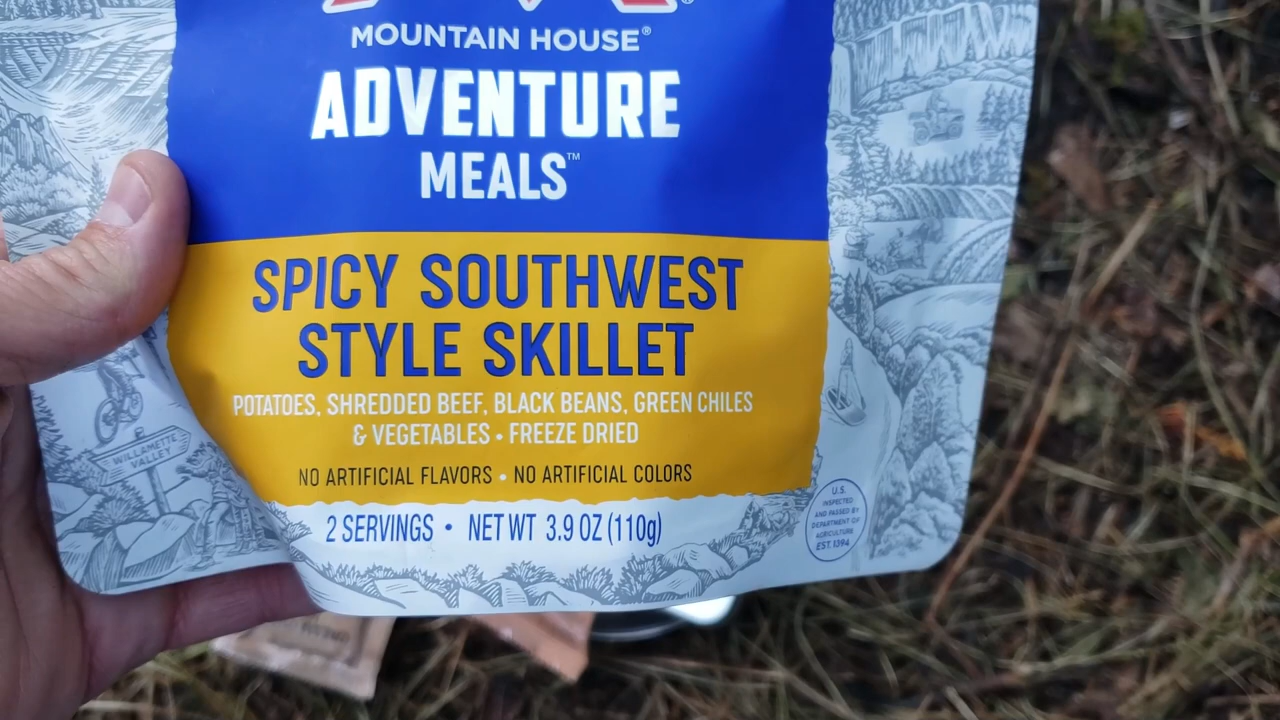 ®
MOUNTAIN HOUSE®
ADVENTURE
MEALS™
SPICY SOUTHWEST
STYLE SKILLET
POTATOES, SHREDDED BEEF, BLACK BEANS, GREEN CHILES
& VEGETABLES • FREEZE DRIED
NO ARTIFICIAL FLAVORS • NO ARTIFICIAL COLORS
2 SERVINGS • NET WT 3.9 OZ (110g)
WILLAMETTE
VALLEY
U.S.
INSPECTED
AND PASSED BY
DEPARTMENT OF
AGRICULTURE
EST. 1394